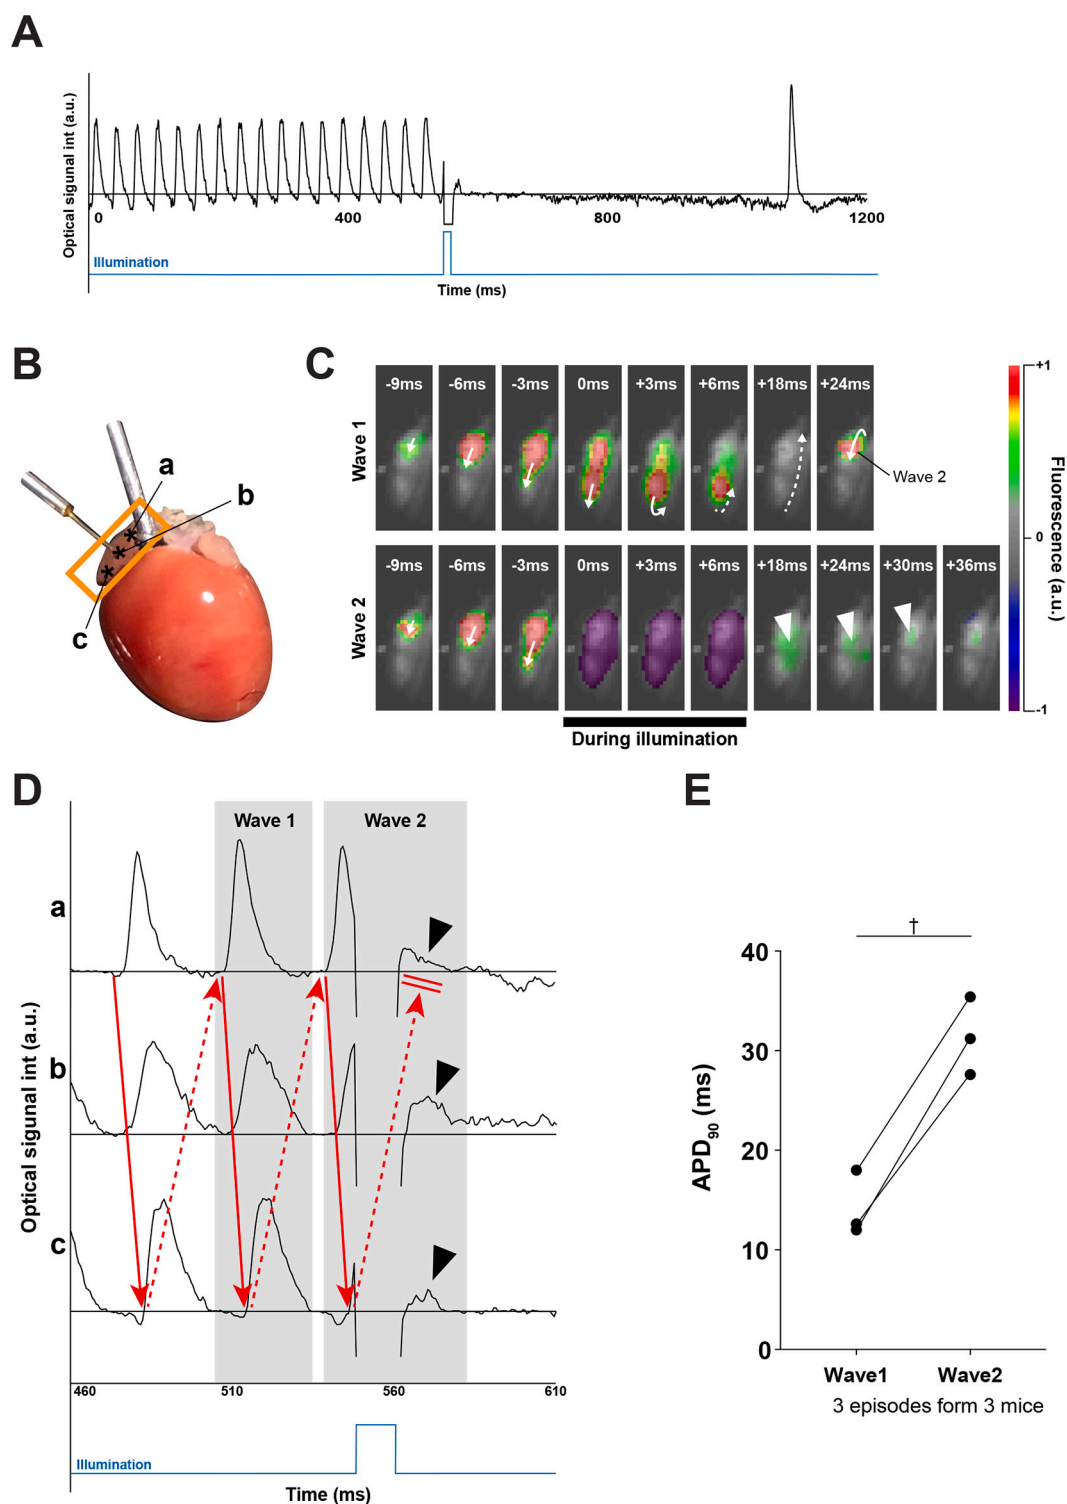 A
Optical sigunal int (a.u.)
0 400 800 1200
Illumination
Time (ms)
B
a
b
c
C
Wave 1
-9ms -6ms -3ms 0ms +3ms +6ms +18ms +24ms
Wave 2
Wave 2
-9ms -6ms -3ms 0ms +3ms +6ms +18ms +24ms +30ms +36ms
During illumination
+1
0
-1
Fluorescence (a.u.)
D
Wave 1 Wave 2
a
b
c
Optical sigunal int (a.u.)
460 510 560 610
Illumination
Time (ms)
E
†
APD90 (ms)
40
30
20
10
0
Wave1 Wave2
3 episodes form 3 mice